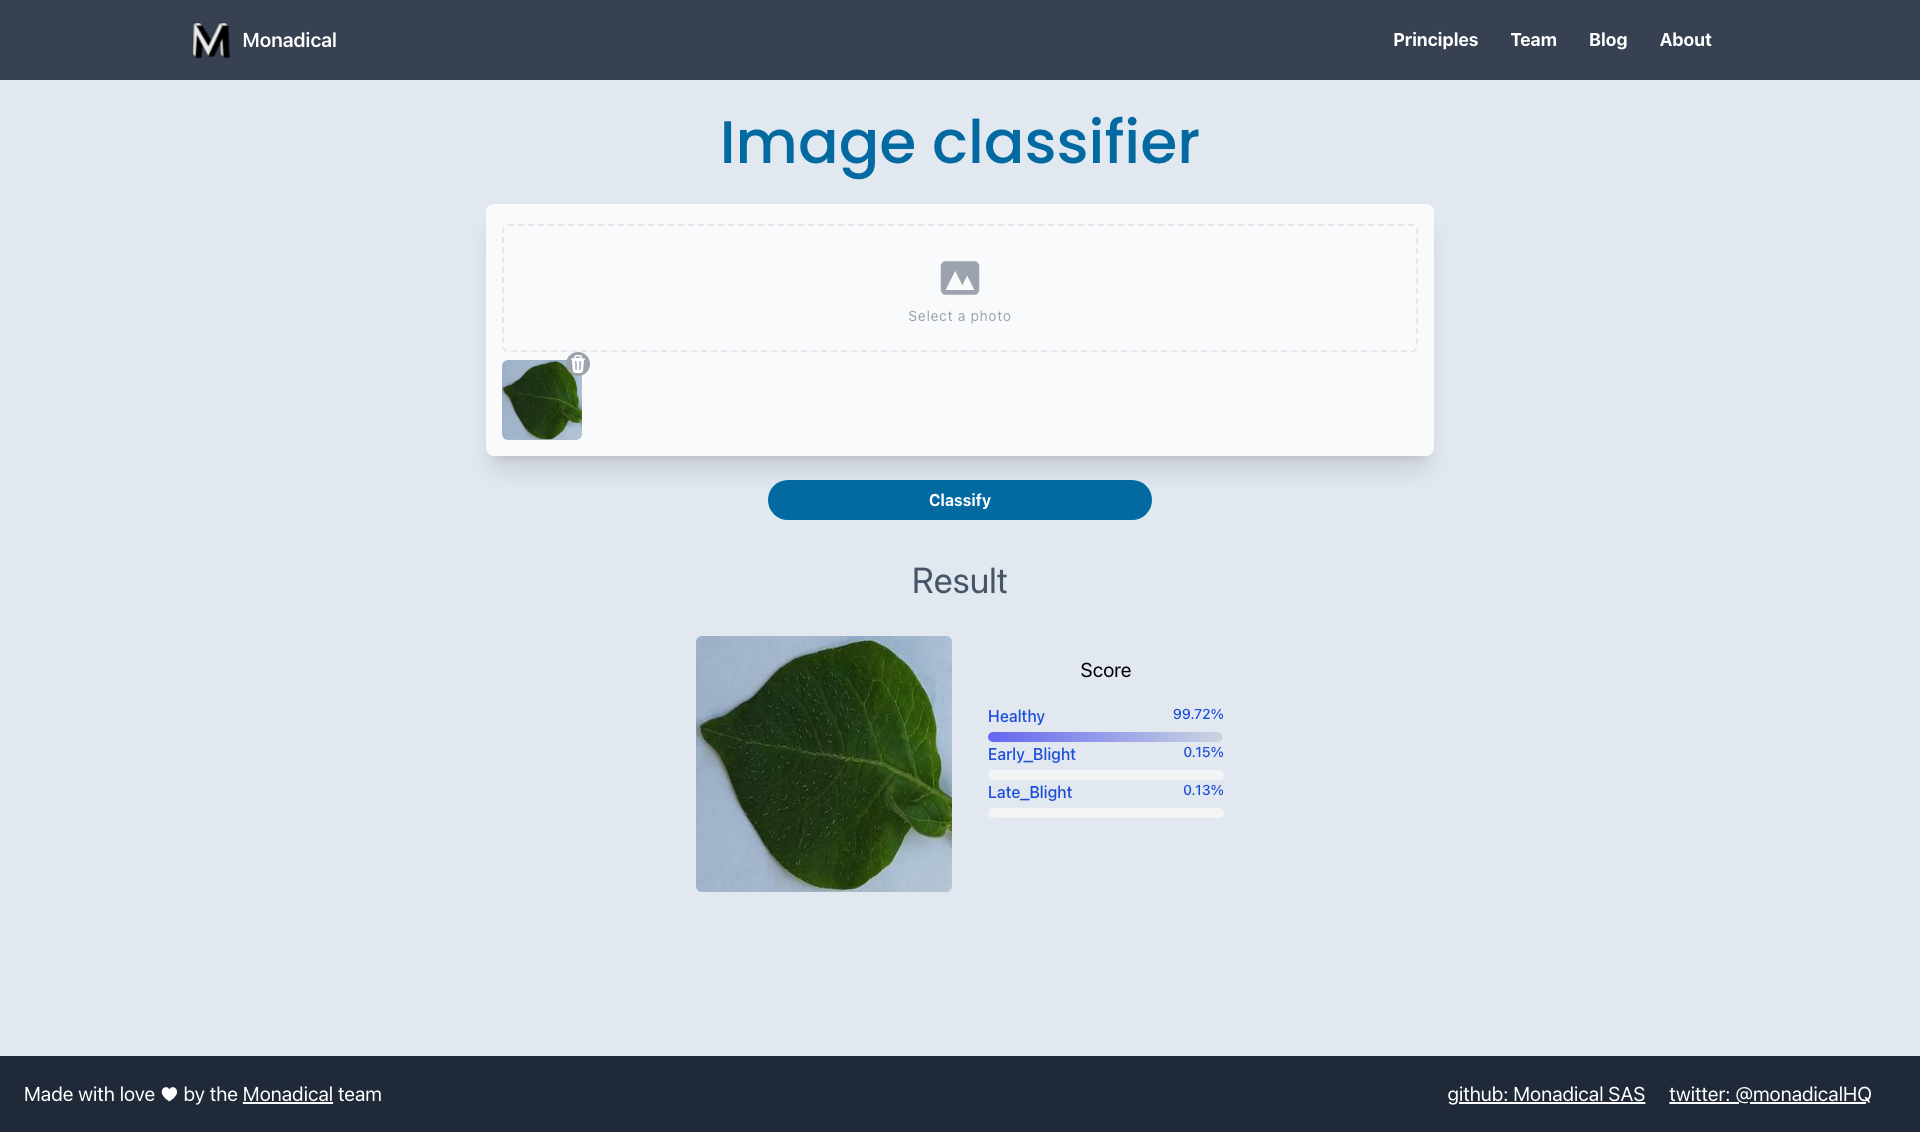 Monadical
Principles Team Blog About
Image classifier
Select a photo
Classify
Result
Score
Healthy 99.72%
Early_Blight 0.15%
Late_Blight 0.13%
Made with love ♥ by the Monadical team
github: Monadical SAS twitter: @monadicalHQ